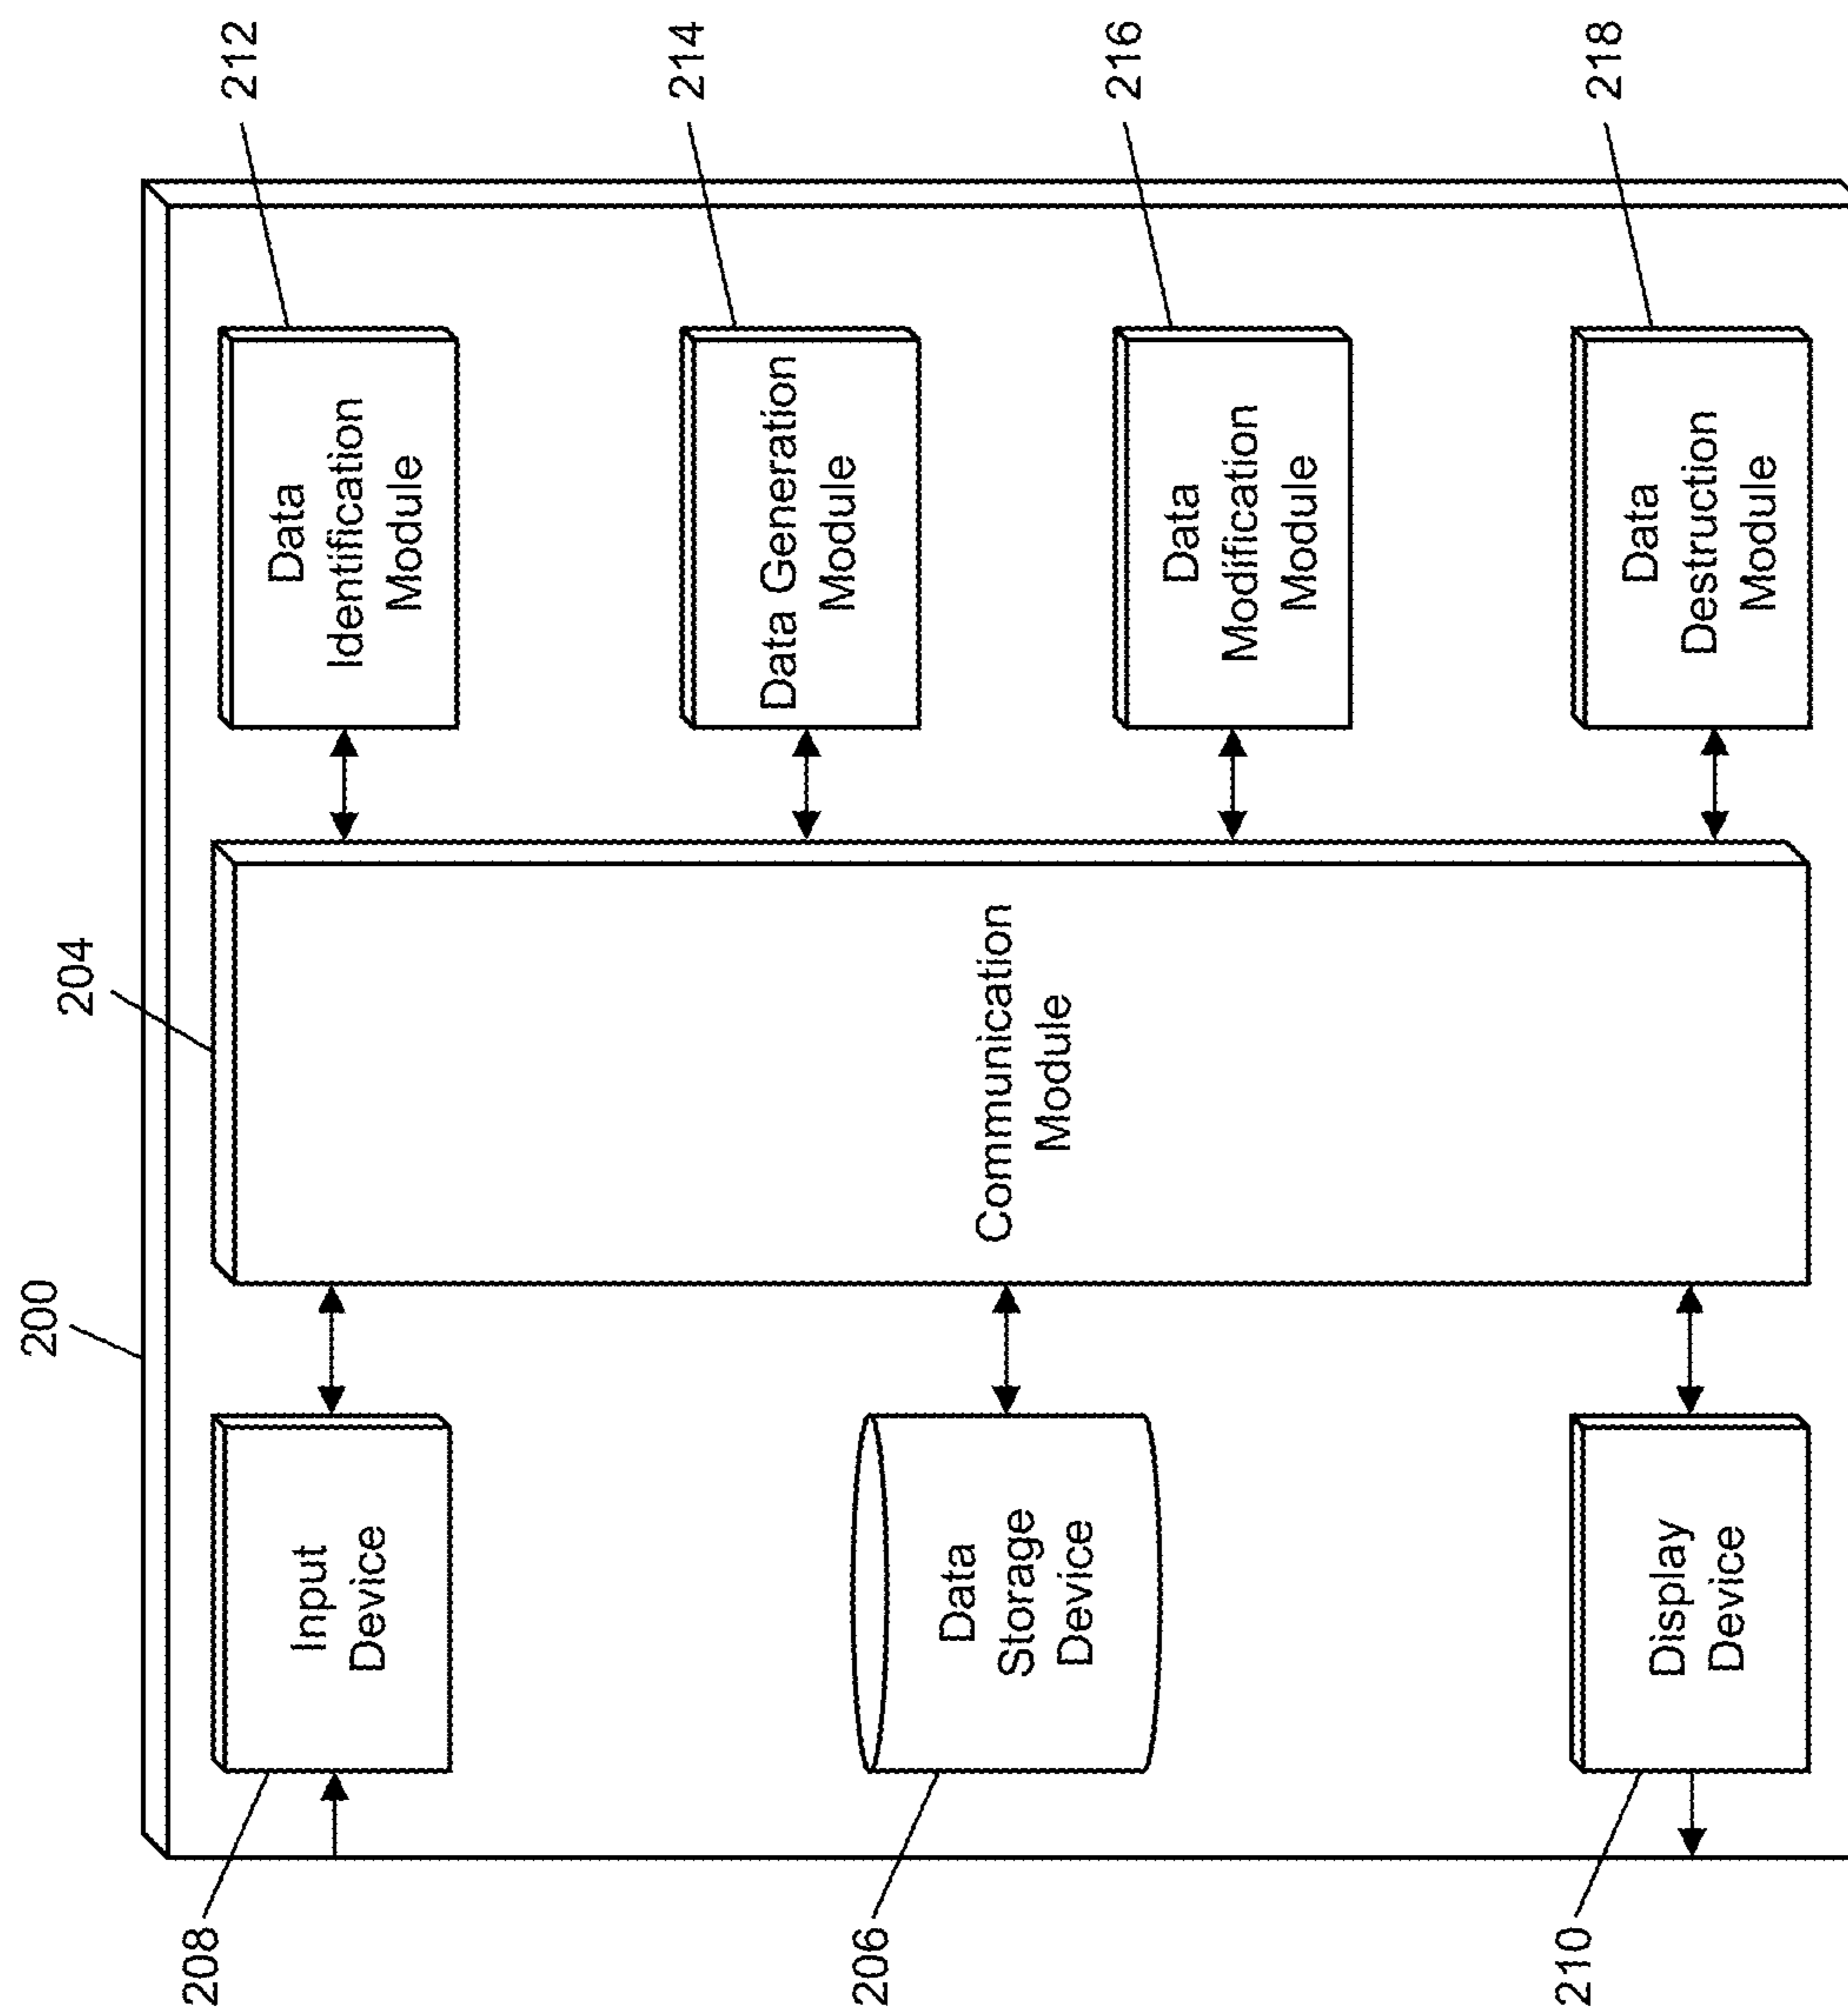 200
204
208
Input
Device
206
Data
Storage
Device
210
Display
Device
Communication
Module
212
Data
Identification
Module
214
Data Generation
Module
216
Data
Modification
Module
218
Data
Destruction
Module